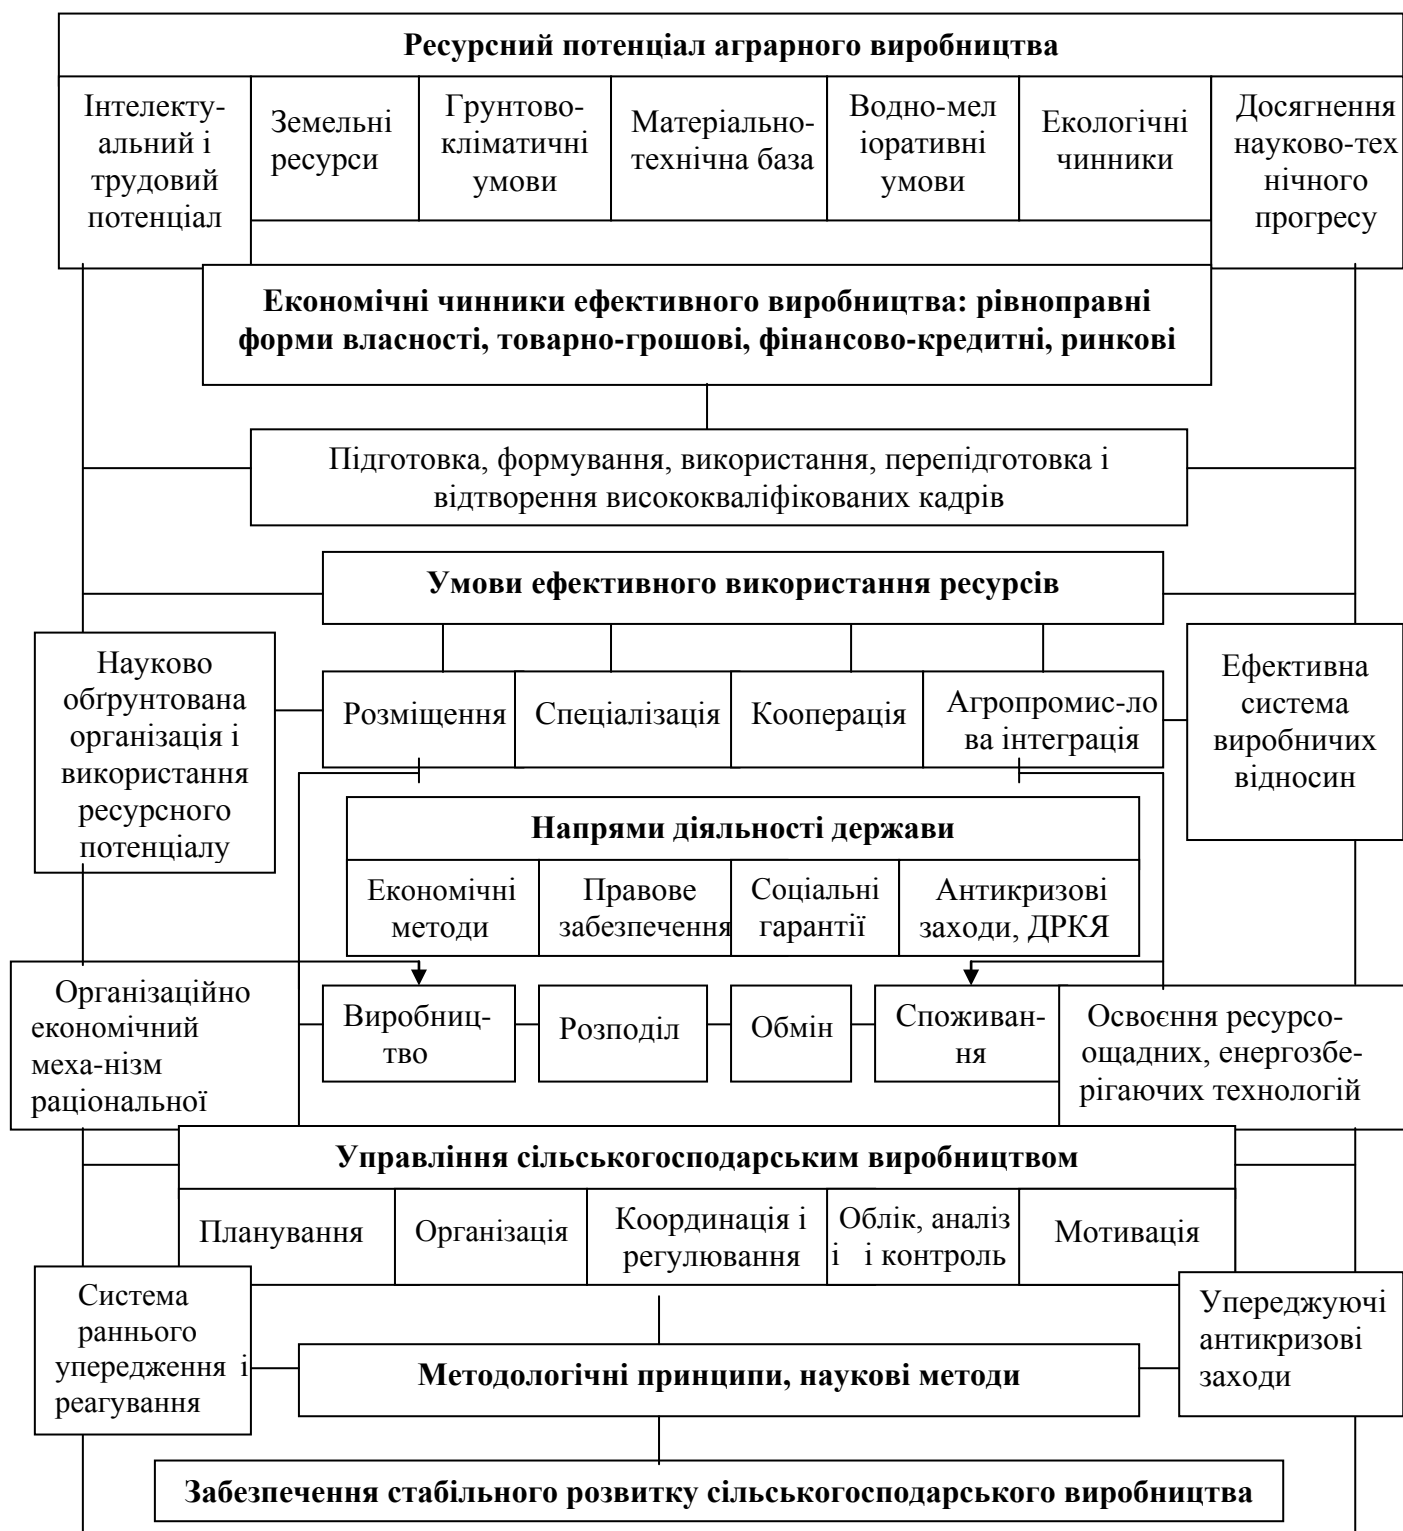 Ресурсний потенціал аграрного виробництва
Інтелекту-
альний і
трудовий
потенціал
Земельні
ресурси
Грунтово-
кліматичні
умови
Матеріально-
технічна база
Водно-мел
іоративні
умови
Екологічні
чинники
Досягнення
науково-тех
нічного
прогресу
Економічні чинники ефективного виробництва: рівноправні
форми власності, товарно-грошові, фінансово-кредитні, ринкові
Підготовка, формування, використання, перепідготовка і
відтворення висококваліфікованих кадрів
Умови ефективного використання ресурсів
Науково
обґрунтована
організація і
використання
ресурсного
потенціалу
Розміщення
Спеціалізація
Кооперація
Агропромис-ло
ва інтеграція
Ефективна
система
виробничих
відносин
Напрями діяльності держави
Економічні
методи
Правове
забезпечення
Соціальні
гарантії
Антикризові
заходи, ДРКЯ
Організаційно
економічний
меха-нізм
раціональної
Виробниц-
тво
Розподіл
Обмін
Споживан-
ня
Освоєння ресурсо-
ощадних, енергозбе-
рігаючих технологій
Управління сільськогосподарським виробництвом
Планування
Організація
Координація і
регулювання
Облік, аналіз
і і контроль
Мотивація
Система
раннього
упередження і
реагування
Методологічні принципи, наукові методи
Упереджуючі
антикризові
заходи
Забезпечення стабільного розвитку сільськогосподарського виробництва